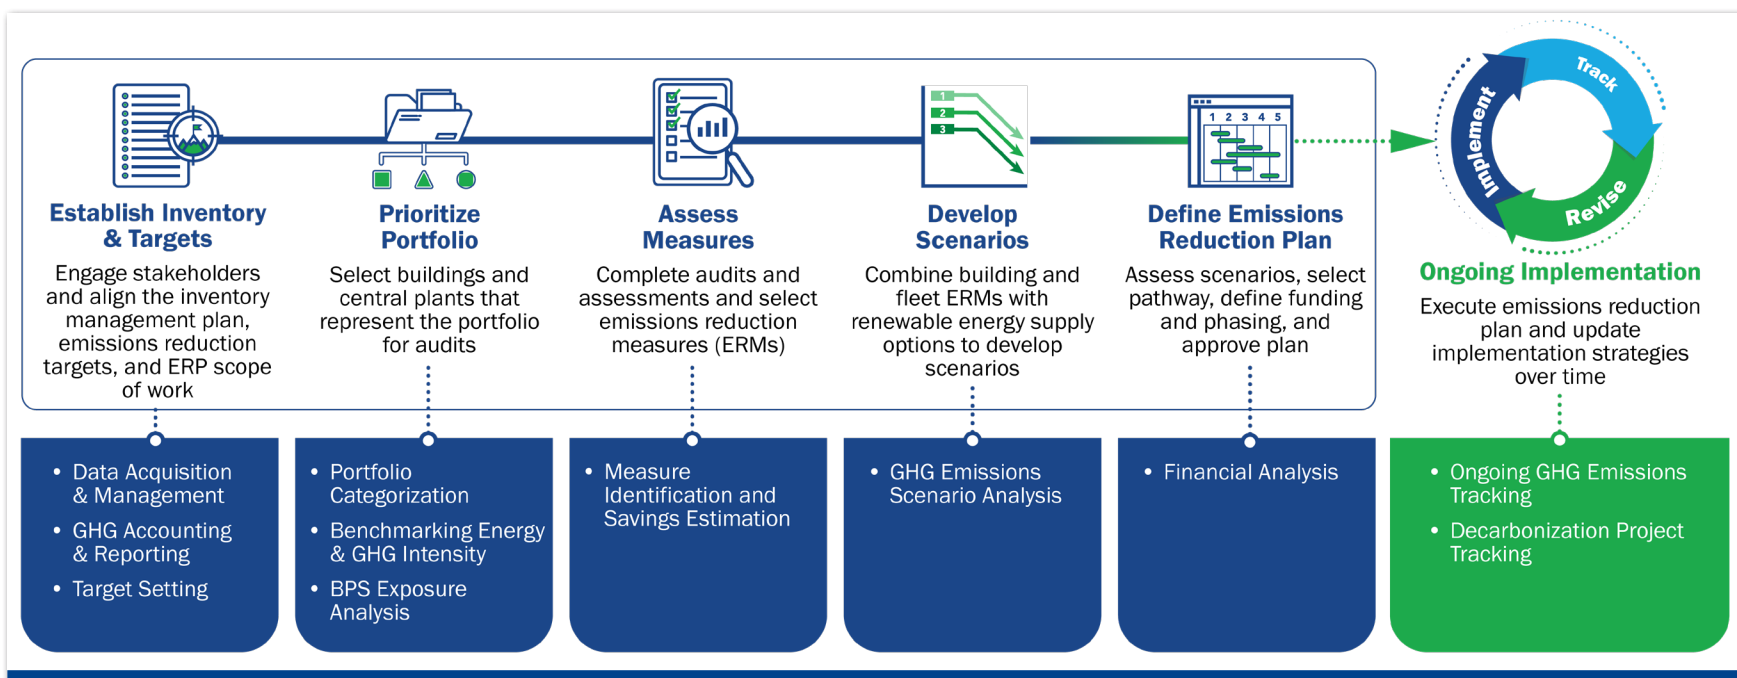 1
2
3
1 2 3 4 5
Track
Implement
Revise
Establish Inventory
& Targets
Engage stakeholders
and align the inventory
management plan,
emissions reduction
targets, and ERP scope
of work
Prioritize
Portfolio
Select buildings and
central plants that
represent the portfolio
for audits
Assess
Measures
Complete audits and
assessments and select
emissions reduction
measures (ERMs)
Develop
Scenarios
Combine building and
fleet ERMs with
renewable energy supply
options to develop
scenarios
Define Emissions
Reduction Plan
Assess scenarios, select
pathway, define funding
and phasing, and
approve plan
Ongoing Implementation
Execute emissions reduction
plan and update
implementation strategies
over time
• Data Acquisition
& Management
• GHG Accounting
& Reporting
• Target Setting
• Portfolio
Categorization
• Benchmarking Energy
& GHG Intensity
• BPS Exposure
Analysis
• Measure
Identification and
Savings Estimation
• GHG Emissions
Scenario Analysis
• Financial Analysis
• Ongoing GHG Emissions
Tracking
• Decarbonization Project
Tracking